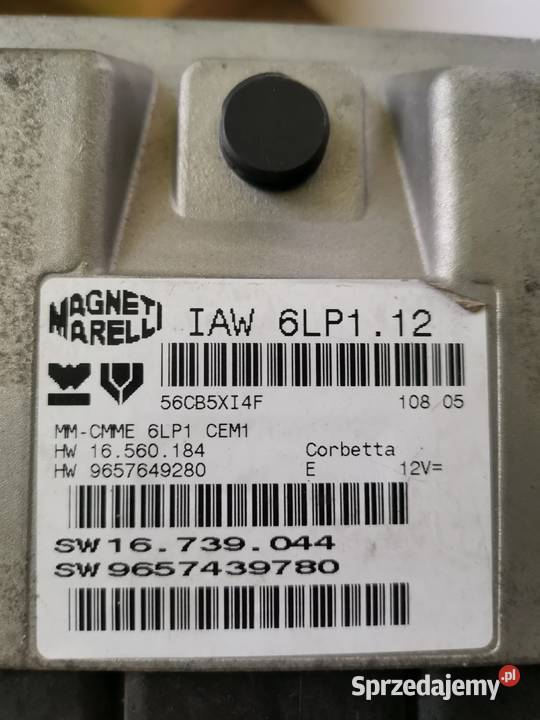 MAGNETI
MARELLI
IAW 6LP1.12
56CB5XI4F 108 05
MM-CMME 6LP1 CEM1
HW 16.560.184 Corbetta
HW 9657649280 E 12V=
SW 16.739.044
SW 9657439780
Sprzedajemy.pl